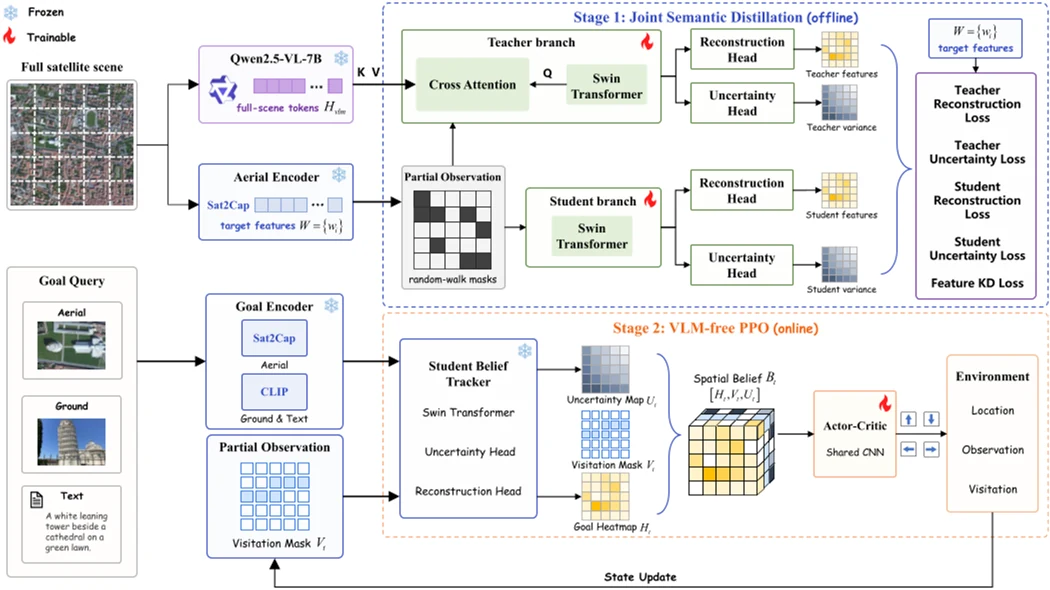 Frozen
Trainable
Full satellite scene
Qwen2.5-VL-7B
full-scene tokens H_vlm
Aerial Encoder
Sat2Cap
target features W = {w_i}
Stage 1: Joint Semantic Distillation (offline)
Teacher branch
K V
Cross Attention
Q
Swin
Transformer
Partial Observation
random-walk masks
Student branch
Swin
Transformer
Reconstruction
Head
Teacher features
Uncertainty
Head
Teacher variance
Reconstruction
Head
Student features
Uncertainty
Head
Student variance
W = {w_i}
target features
Teacher
Reconstruction
Loss
Teacher
Uncertainty Loss
Student
Reconstruction
Loss
Student
Uncertainty Loss
Feature KD Loss
Goal Query
Aerial
Ground
Text
A white leaning
tower beside a
cathedral on a
green lawn.
Goal Encoder
Sat2Cap
Aerial
CLIP
Ground & Text
Partial Observation
Visitation Mask V_t
Stage 2: VLM-free PPO (online)
Student Belief
Tracker
Swin Transformer
Uncertainty Head
Reconstruction Head
Uncertainty Map U_t
Visitation Mask V_t
Goal Heatmap H_t
Spatial Belief B_t
[H_t,V_t,U_t]
Actor-Critic
Shared CNN
Environment
Location
Observation
Visitation
State Update